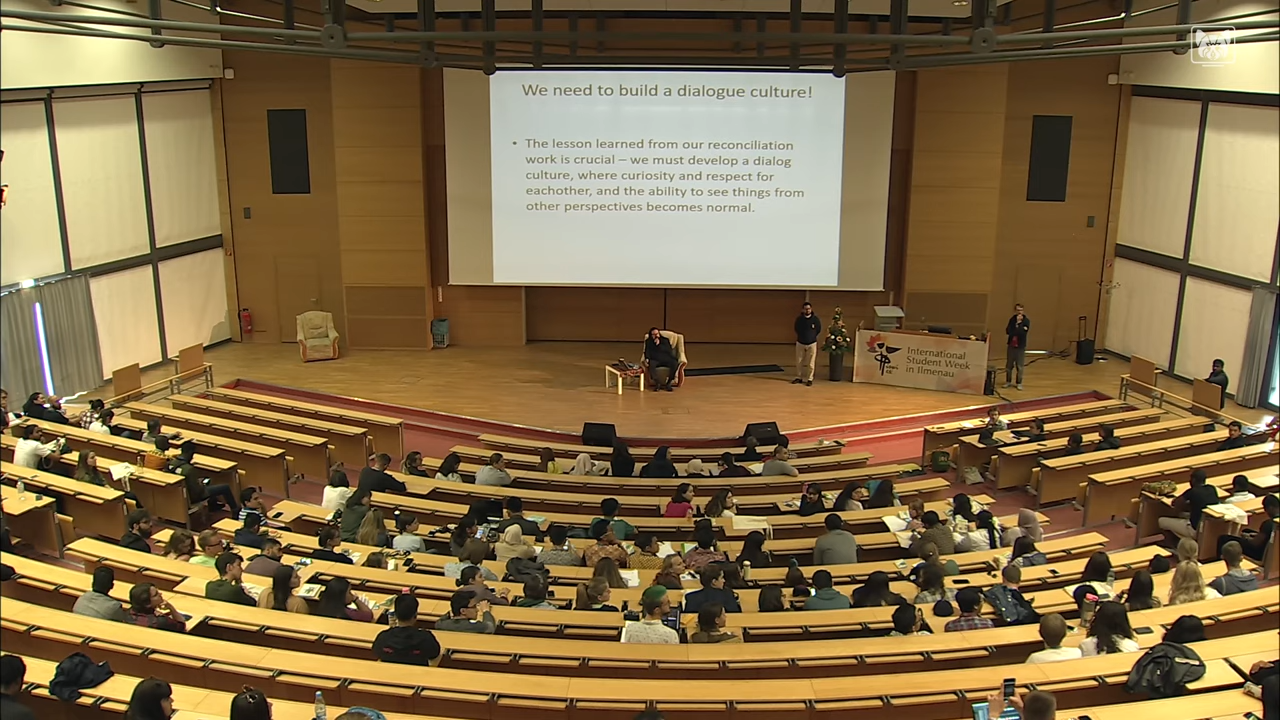 We need to build a dialogue culture!
• The lesson learned from our reconciliation
work is crucial – we must develop a dialog
culture, where curiosity and respect for
eachother, and the ability to see things from
other perspectives becomes normal.
International
Student Week
in Ilmenau